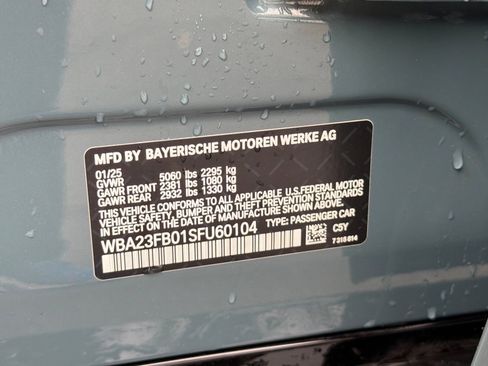 MFD BY BAYERISCHE MOTOREN WERKE AG
01/25 5060 lbs 2295 kg
GVWR
GAWR FRONT 2381 lbs 1080 kg
GAWR REAR 2932 lbs 1330 kg
THIS VEHICLE CONFORMS TO ALL APPLICABLE U.S. FEDERAL MOTOR
VEHICLE SAFETY, BUMPER, AND THEFT PREVENTION STANDARDS
IN EFFECT ON THE DATE OF MANUFACTURE SHOWN ABOVE.
WBA23FB01SFU60104 TYPE: PASSENGER CAR
C5Y
7 318 614